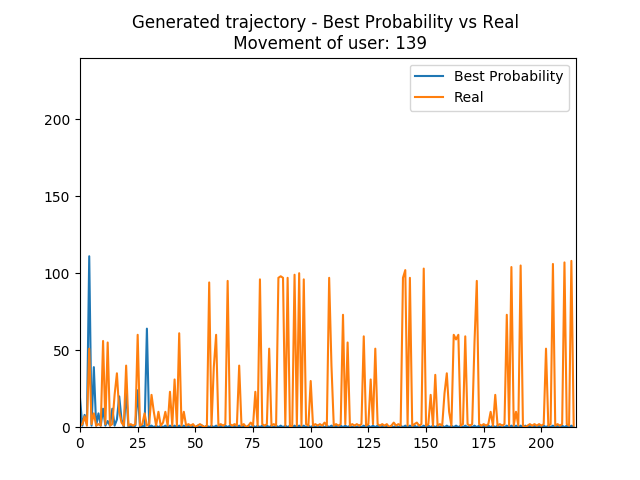 Generated trajectory - Best Probability vs Real
Movement of user: 139
Best Probability
Real
200
150
100
50
0
0 25 50 75 100 125 150 175 200